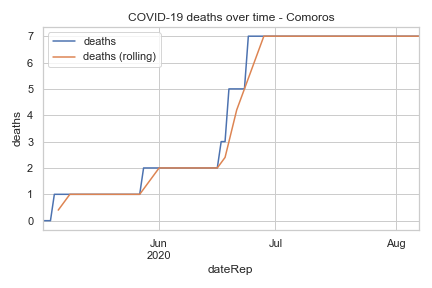 COVID-19 deaths over time - Comoros
deaths
deaths (rolling)
deaths
7
6
5
4
3
2
1
0
Jun
2020
Jul
Aug
dateRep